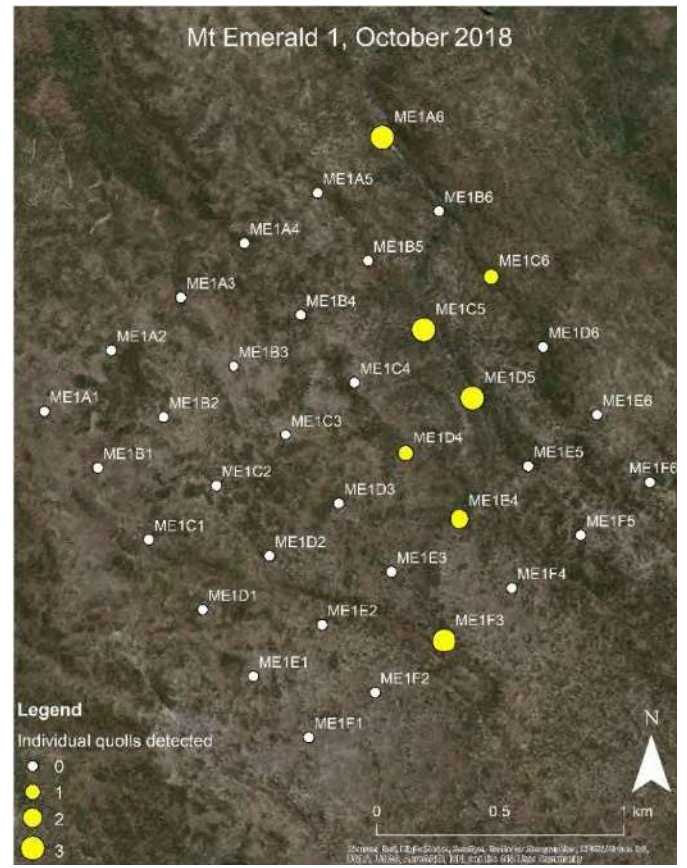 Mt Emerald 1, October 2018
ME1A6
ME1A5
ME1B6
ME1A4
ME1B5
ME1C6
ME1A3
ME1B4
ME1C5
ME1D6
ME1A2
ME1B3
ME1C4
ME1D5
ME1A1
ME1B2
ME1C3
ME1E6
ME1D4
ME1B1
ME1C2
ME1E5
ME1F6
ME1D3
ME1E4
ME1C1
ME1D2
ME1F5
ME1E3
ME1F4
ME1D1
ME1E2
ME1F3
ME1E1
ME1F2
ME1F1
Legend
Individual quolls detected
0
1
2
3
N
0 0.5 1 km